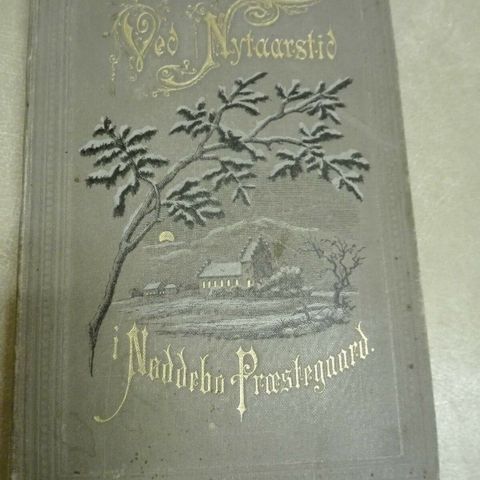 Ved Nytaarstid
i Nøddebo Præstegaard.